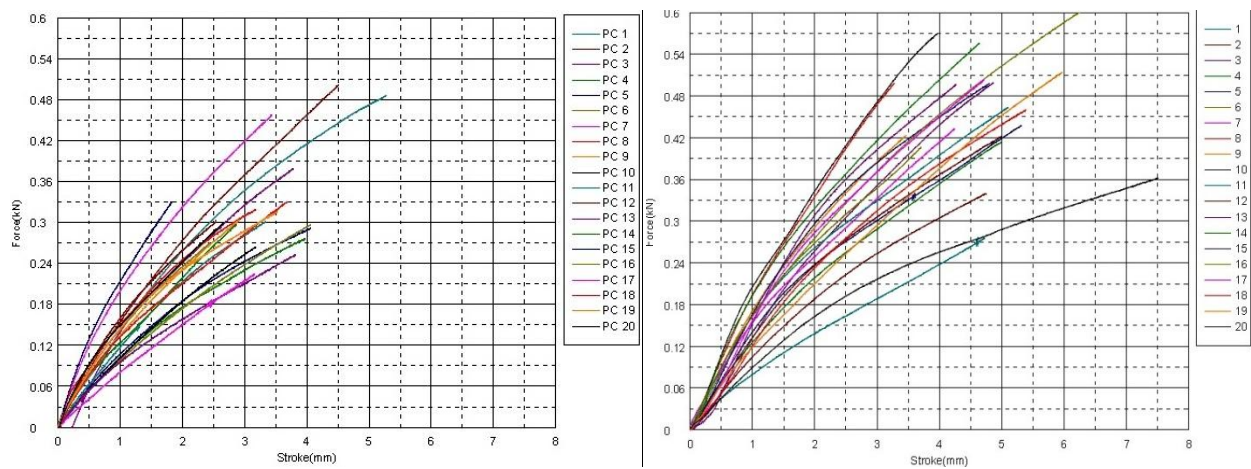 0.6
0.54
0.48
0.42
0.36
0.3
0.24
0.18
0.12
0.06
0
Force(kN)
0 1 2 3 4 5 6 7 8
Stroke(mm)
PC 1
PC 2
PC 3
PC 4
PC 5
PC 6
PC 7
PC 8
PC 9
PC 10
PC 11
PC 12
PC 13
PC 14
PC 15
PC 16
PC 17
PC 18
PC 19
PC 20
0.6
0.54
0.48
0.42
0.36
0.3
0.24
0.18
0.12
0.06
0
Force(kN)
0 1 2 3 4 5 6 7 8
Stroke(mm)
1
2
3
4
5
6
7
8
9
10
11
12
13
14
15
16
17
18
19
20